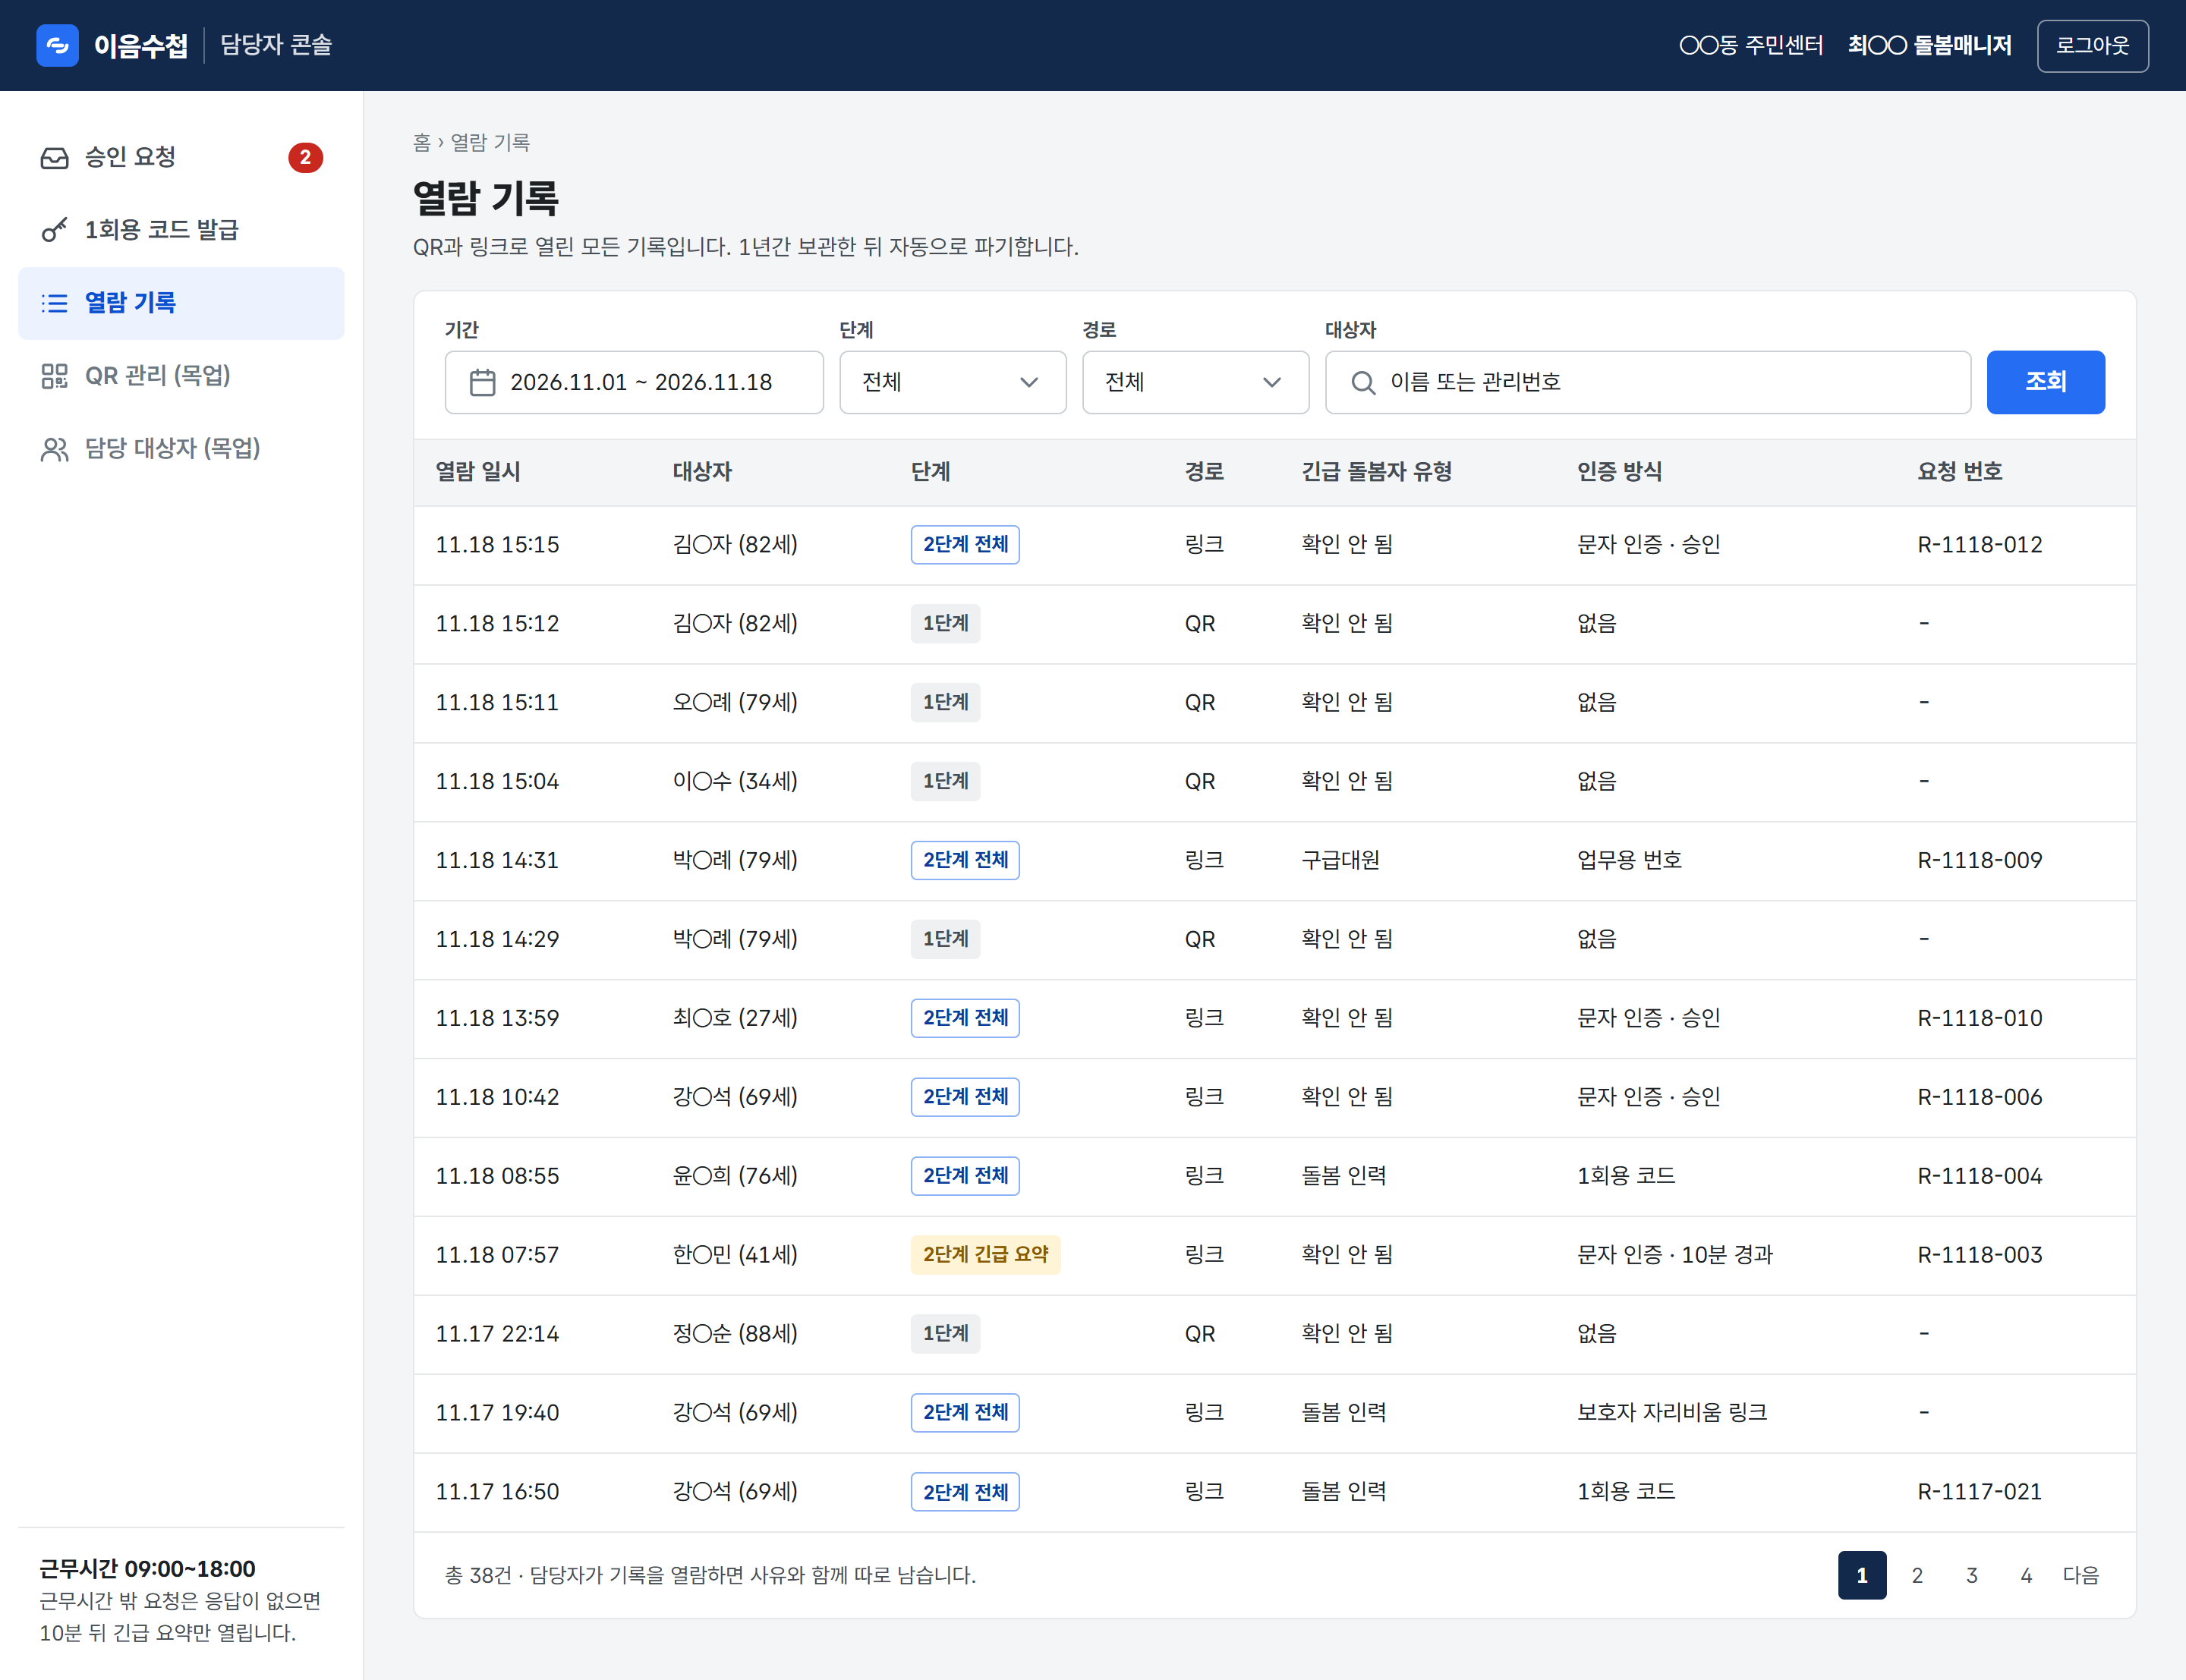 이음수첩 담당자 콘솔
〇〇동 주민센터 최〇〇 돌봄매니저 로그아웃
승인 요청 2
1회용 코드 발급
열람 기록
QR 관리 (목업)
담당 대상자 (목업)
근무시간 09:00~18:00
근무시간 밖 요청은 응답이 없으면
10분 뒤 긴급 요약만 열립니다.
홈 › 열람 기록
열람 기록
QR과 링크로 열린 모든 기록입니다. 1년간 보관한 뒤 자동으로 파기합니다.
기간 단계 경로 대상자
2026.11.01 ~ 2026.11.18 전체 전체 이름 또는 관리번호 조회
열람 일시 대상자 단계 경로 긴급 돌봄자 유형 인증 방식 요청 번호
11.18 15:15 김〇자 (82세) 2단계 전체 링크 확인 안 됨 문자 인증 · 승인 R-1118-012
11.18 15:12 김〇자 (82세) 1단계 QR 확인 안 됨 없음 -
11.18 15:11 오〇례 (79세) 1단계 QR 확인 안 됨 없음 -
11.18 15:04 이〇수 (34세) 1단계 QR 확인 안 됨 없음 -
11.18 14:31 박〇례 (79세) 2단계 전체 링크 구급대원 업무용 번호 R-1118-009
11.18 14:29 박〇례 (79세) 1단계 QR 확인 안 됨 없음 -
11.18 13:59 최〇호 (27세) 2단계 전체 링크 확인 안 됨 문자 인증 · 승인 R-1118-010
11.18 10:42 강〇석 (69세) 2단계 전체 링크 확인 안 됨 문자 인증 · 승인 R-1118-006
11.18 08:55 윤〇희 (76세) 2단계 전체 링크 돌봄 인력 1회용 코드 R-1118-004
11.18 07:57 한〇민 (41세) 2단계 긴급 요약 링크 확인 안 됨 문자 인증 · 10분 경과 R-1118-003
11.17 22:14 정〇순 (88세) 1단계 QR 확인 안 됨 없음 -
11.17 19:40 강〇석 (69세) 2단계 전체 링크 돌봄 인력 보호자 자리비움 링크 -
11.17 16:50 강〇석 (69세) 2단계 전체 링크 돌봄 인력 1회용 코드 R-1117-021
총 38건 · 담당자가 기록을 열람하면 사유와 함께 따로 남습니다. 1 2 3 4 다음